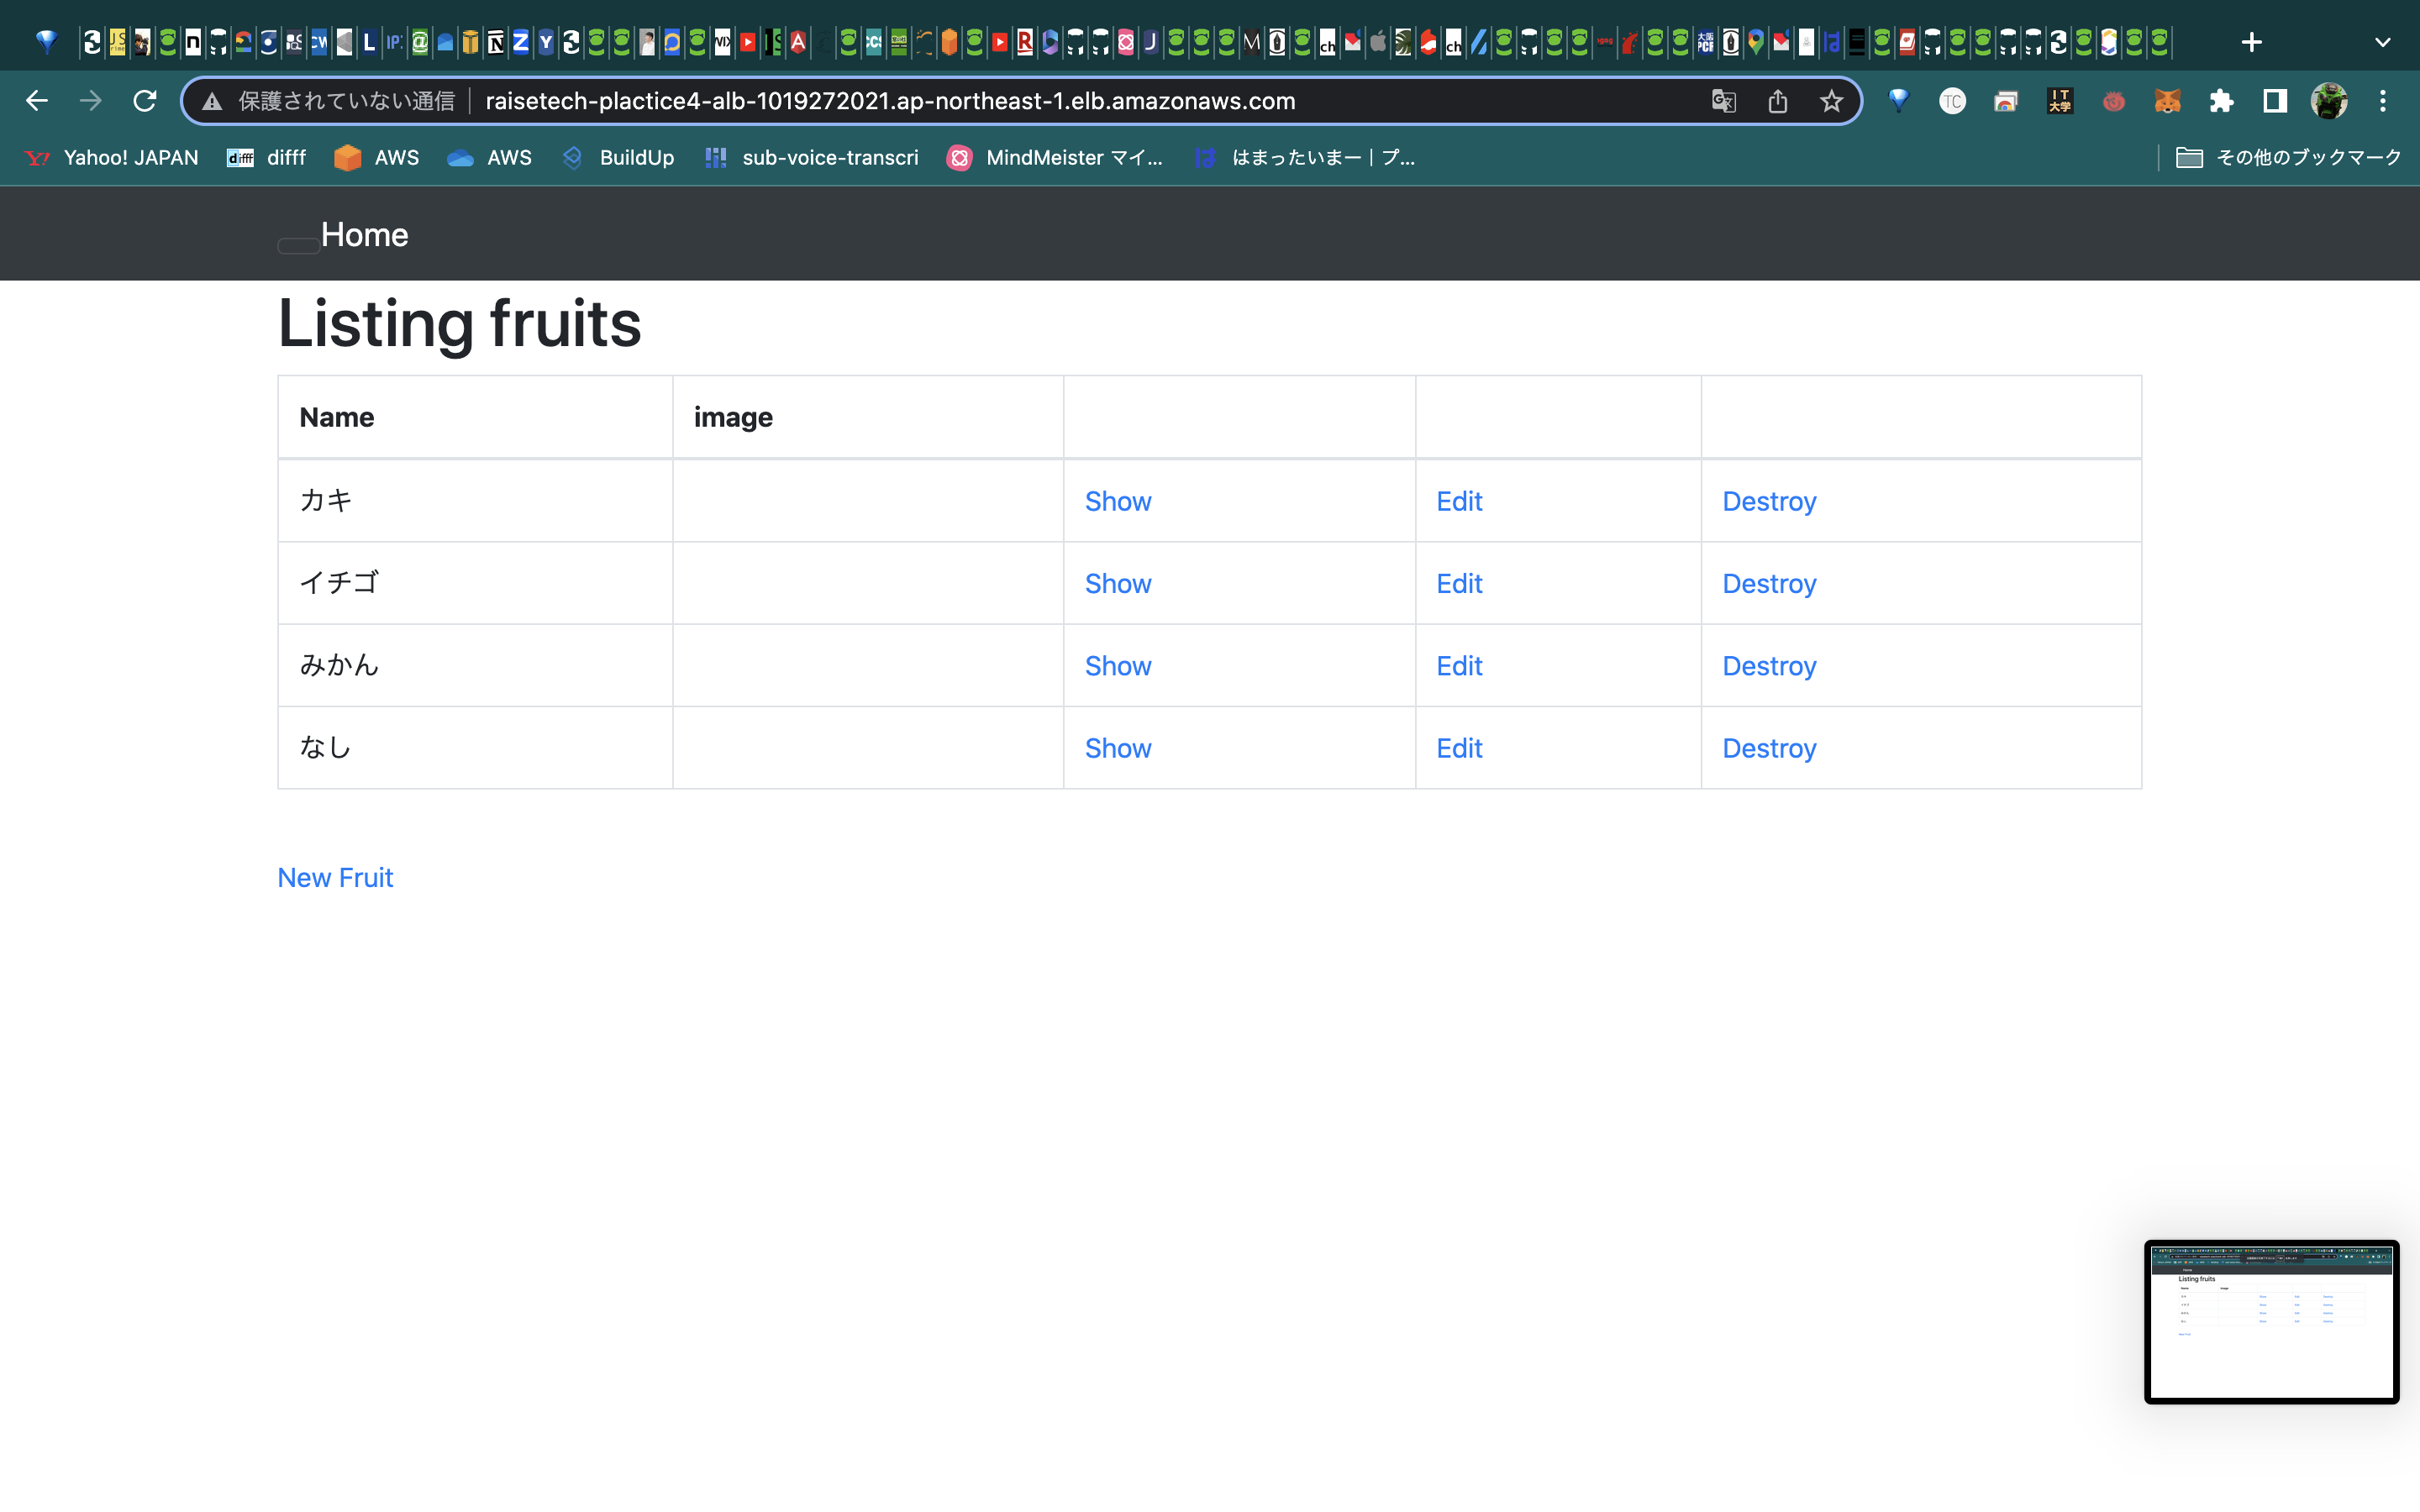 保護されていない通信 raisetech-plactice4-alb-1019272021.ap-northeast-1.elb.amazonaws.com
Yahoo! JAPAN difff AWS AWS BuildUp sub-voice-transcri MindMeister マイ... はまったいまー | プ... その他のブックマーク
Home
Listing fruits
Name image
カキ Show Edit Destroy
イチゴ Show Edit Destroy
みかん Show Edit Destroy
なし Show Edit Destroy
New Fruit